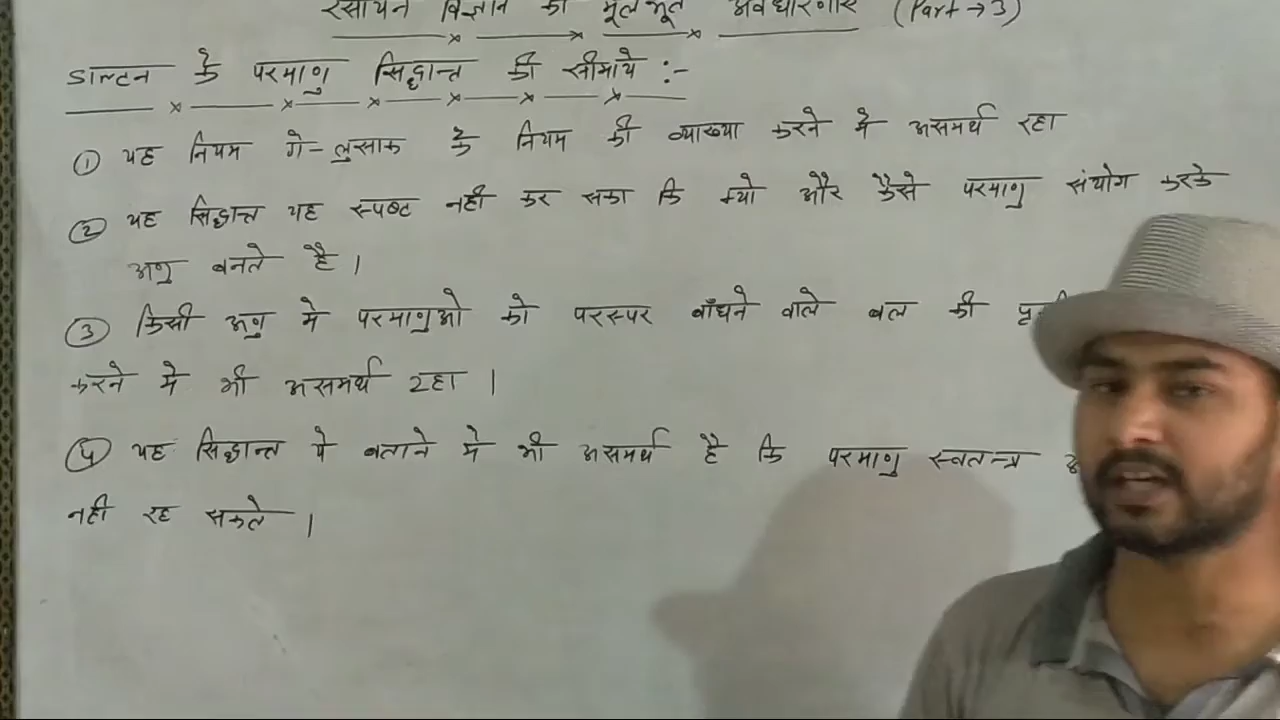 रसायन विज्ञान की मूलभूत अवधारणाएं (Part → 3)
डाल्टन के परमाणु सिद्धान्त की सीमायें :-
① यह नियम गे-लुसाक के नियम की व्याख्या करने में असमर्थ रहा
② यह सिद्धान्त यह स्पष्ट नही कर सका कि क्यो और कैसे परमाणु संयोग करके
अणु बनते है ।
③ किसी अणु मे परमाणुओ को परस्पर बाँधने वाले बल की
करने मे भी असमर्थ रहा ।
④ यह सिद्धान्त ये बताने मे भी असमर्थ है कि परमाणु स्वतन्त्र
नही रह सकते ।